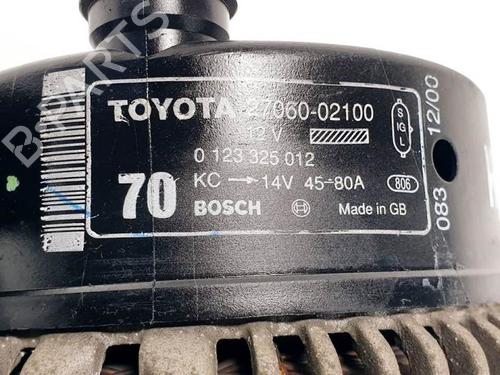 TOYOTA 27060-02100
12 V
0 123 325 012
KC → 14V 45-80A
806
70
BOSCH
Made in GB
S
IG
L
083 12/00
B-PARTS